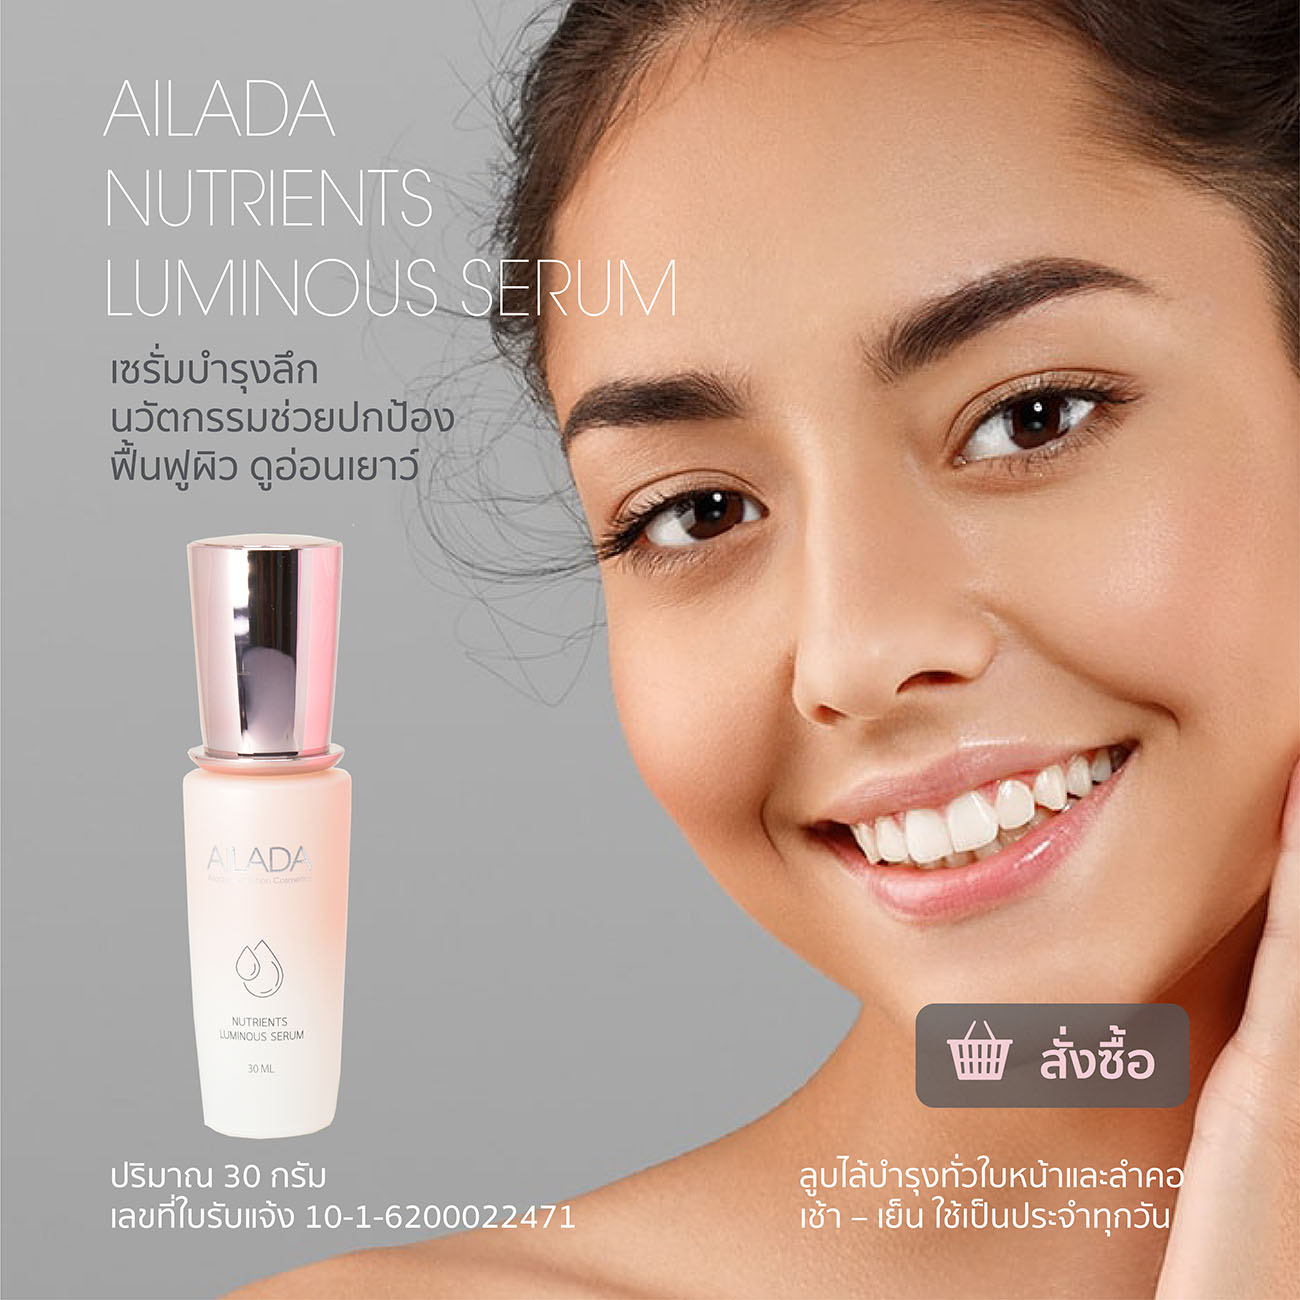 AILADA
NUTRIENTS
LUMINOUS SERUM
เซรั่มบำรุงลึก
นวัตกรรมช่วยปกป้อง
ฟื้นฟูผิว ดูอ่อนเยาว์
AILADA
Cosmetics
NUTRIENTS
LUMINOUS SERUM
30 ML
สั่งซื้อ
ปริมาณ 30 กรัม
เลขที่ใบรับแจ้ง 10-1-6200022471
ลูบไล้บำรุงทั่วใบหน้าและลำคอ
เช้า – เย็น ใช้เป็นประจำทุกวัน